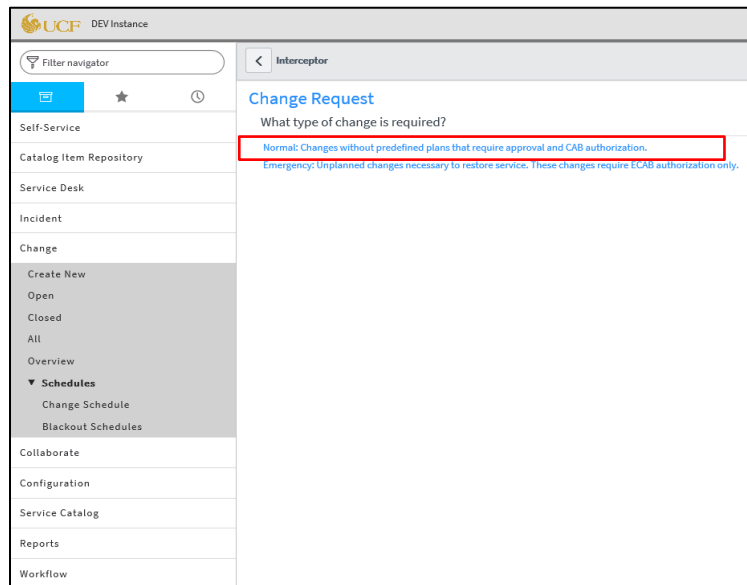 UCF DEV Instance
Filter navigator
Interceptor
Change Request
What type of change is required?
Normal: Changes without predefined plans that require approval and CAB authorization.
Emergency: Unplanned changes necessary to restore service. These changes require ECAB authorization only.
Self-Service
Catalog Item Repository
Service Desk
Incident
Change
Create New
Open
Closed
All
Overview
Schedules
Change Schedule
Blackout Schedules
Collaborate
Configuration
Service Catalog
Reports
Workflow